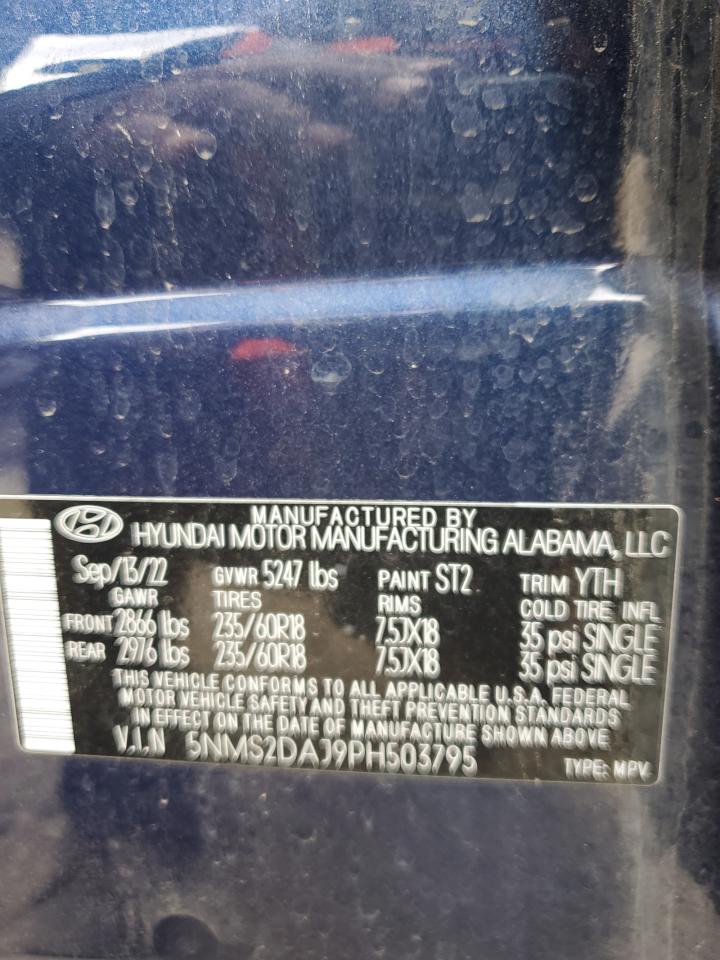 MANUFACTURED BY
HYUNDAI MOTOR MANUFACTURING ALABAMA, LLC
Sep/13/22 GVWR 5247 lbs PAINT ST2 TRIM YTH
GAWR TIRES RIMS COLD TIRE INFL
FRONT 2866 lbs 235/60R18 7.5JX18 35 psi SINGLE
REAR 2976 lbs 235/60R18 7.5JX18 35 psi SINGLE
THIS VEHICLE CONFORMS TO ALL APPLICABLE U.S.A. FEDERAL
MOTOR VEHICLE SAFETY AND THEFT PREVENTION STANDARDS
IN EFFECT ON THE DATE OF MANUFACTURE SHOWN ABOVE
V.I.N 5NMS2DAJ9PH503795 TYPE: MPV